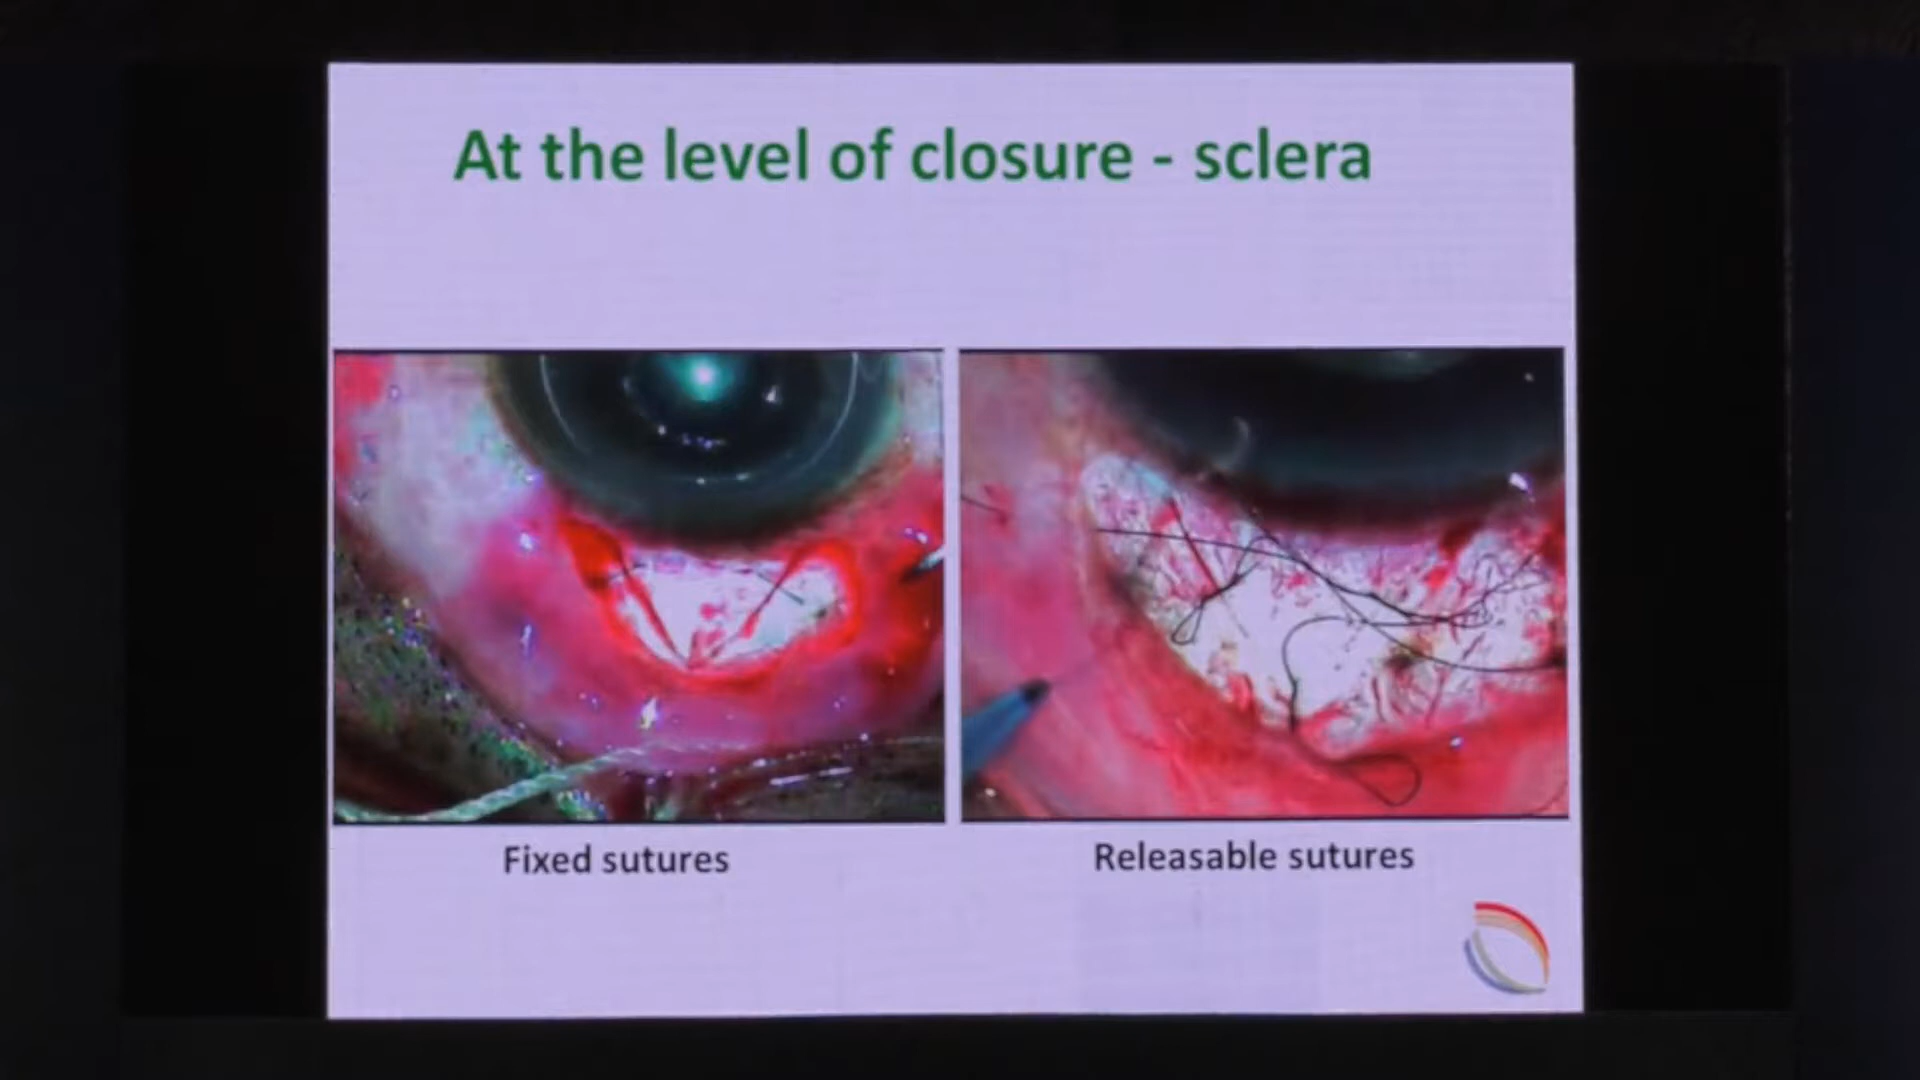 At the level of closure - sclera
Fixed sutures
Releasable sutures